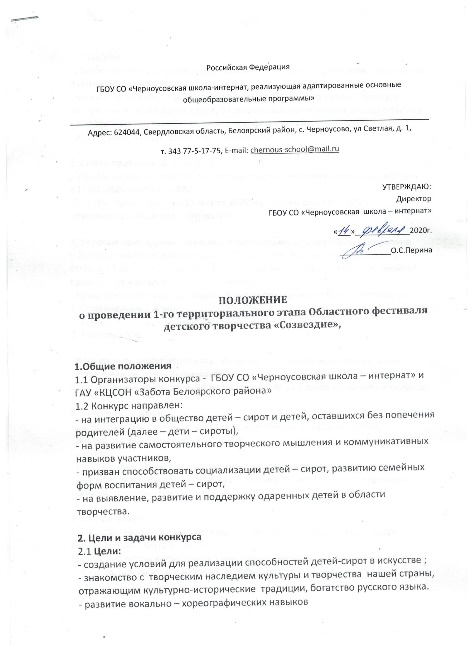 Российская Федерация
ГБОУ СО «Черноусовская школа-интернат, реализующая адаптированные основные
общеобразовательные программы»
Адрес: 624044, Свердловская область, Белоярский район, с. Черноусово, ул Светлая, д. 1,
т. 343 77-5-17-75, E-mail: chernous-school@mail.ru
УТВЕРЖДАЮ:
Директор
ГБОУ СО «Черноусовская школа – интернат»
«14» февраля 2020г.
О.С.Перина
ПОЛОЖЕНИЕ
о проведении 1-го территориального этапа Областного фестиваля
детского творчества «Созвездие»,
1.Общие положения
1.1 Организаторы конкурса - ГБОУ СО «Черноусовская школа – интернат» и
ГАУ «КЦСОН «Забота Белоярского района»
1.2 Конкурс направлен:
- на интеграцию в общество детей – сирот и детей, оставшихся без попечения
родителей (далее – дети – сироты),
- на развитие самостоятельного творческого мышления и коммуникативных
навыков участников,
- призван способствовать социализации детей – сирот, развитию семейных
форм воспитания детей – сирот,
- на выявление, развитие и поддержку одаренных детей в области
творчества.
2. Цели и задачи конкурса
2.1 Цели:
- создание условий для реализации способностей детей-сирот в искусстве ;
- знакомство с творческим наследием культуры и творчества нашей страны,
отражающим культурно-исторические традиции, богатство русского языка.
- развитие вокально – хореографических навыков